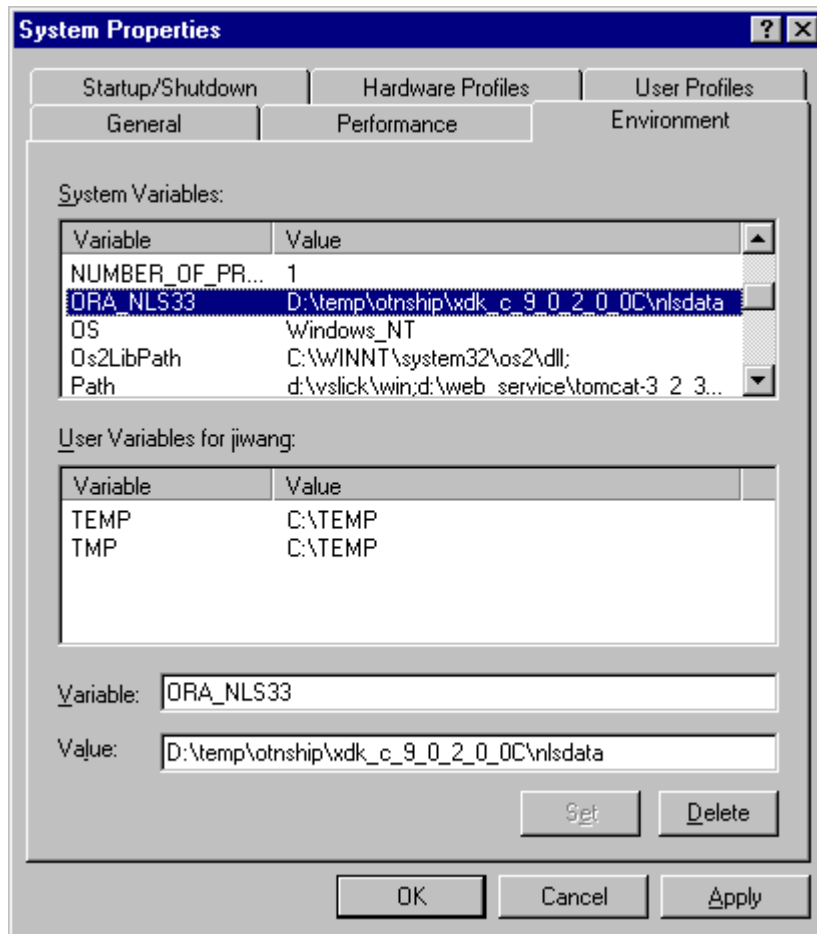 System Properties
Startup/Shutdown Hardware Profiles User Profiles
General Performance Environment
System Variables:
Variable Value
NUMBER_OF_PR... 1
ORA_NLS33 D:\temp\otnship\xdk_c_9_0_2_0_0C\nlsdata
OS Windows_NT
Os2LibPath C:\WINNT\system32\os2\dll;
Path d:\vslick\win;d:\web_service\tomcat-3_2_3...
User Variables for jiwang:
Variable Value
TEMP C:\TEMP
TMP C:\TEMP
Variable: ORA_NLS33
Value: D:\temp\otnship\xdk_c_9_0_2_0_0C\nlsdata
Set Delete
OK Cancel Apply